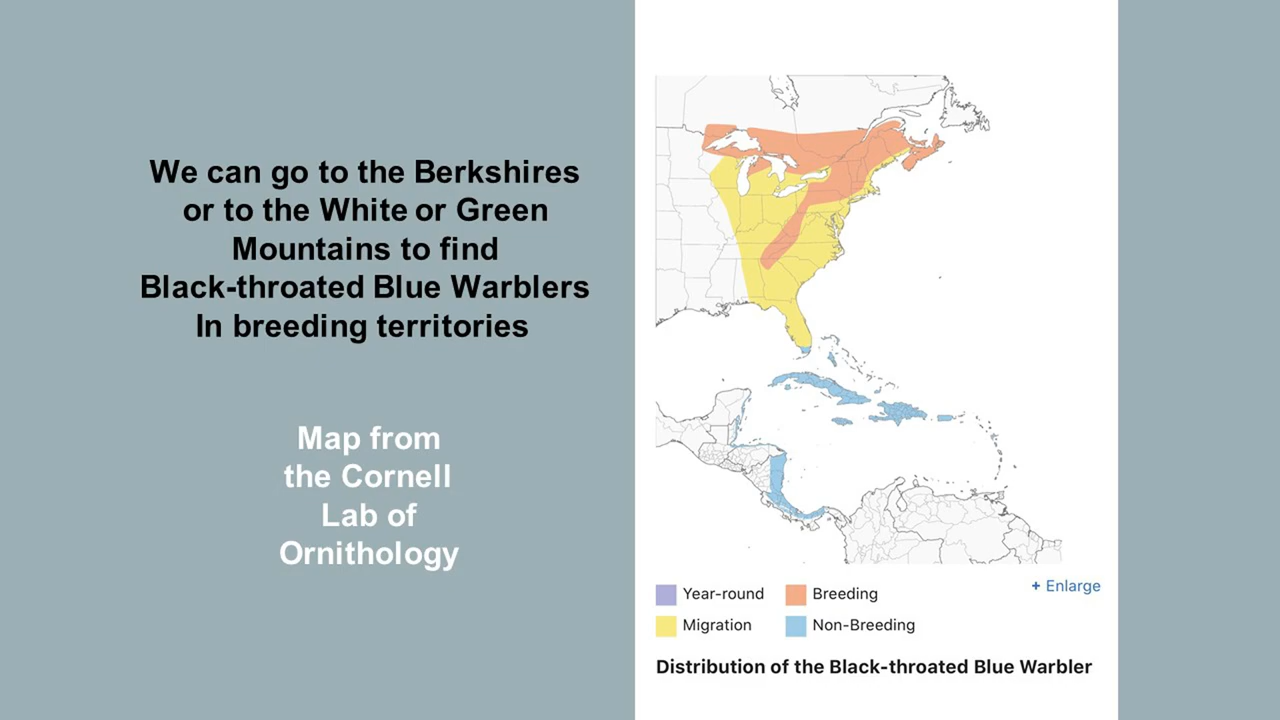 We can go to the Berkshires
or to the White or Green
Mountains to find
Black-throated Blue Warblers
In breeding territories
Map from
the Cornell
Lab of
Ornithology
Year-round
Breeding
Migration
Non-Breeding
+ Enlarge
Distribution of the Black-throated Blue Warbler